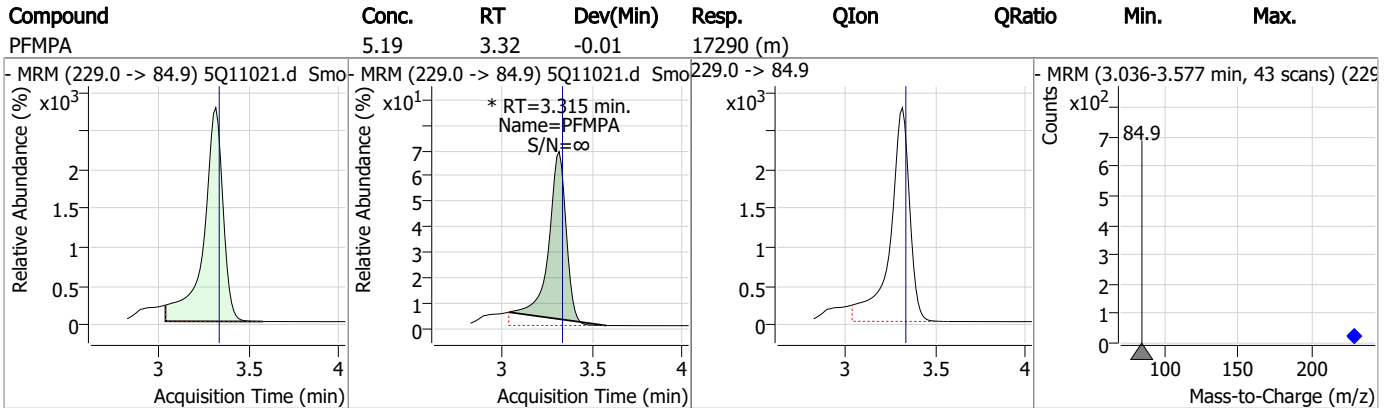 Compound Conc. RT Dev(Min) Resp. QIon QRatio Min. Max.
PFMPA 5.19 3.32 -0.01 17290 (m)
- MRM (229.0 -> 84.9) 5Q11021.d Smo
x10³
2
1.5
1
0.5
0
3 3.5 4
Relative Abundance (%)
Acquisition Time (min)
- MRM (229.0 -> 84.9) 5Q11021.d Smo
x10¹
* RT=3.315 min.
Name=PFMPA
S/N=∞
7
6
5
4
3
2
1
0
3 3.5 4
Relative Abundance (%)
Acquisition Time (min)
229.0 -> 84.9
x10³
2
1.5
1
0.5
0
3 3.5 4
Acquisition Time (min)
- MRM (3.036-3.577 min, 43 scans) (229
x10²
84.9
7
6
5
4
3
2
1
0
100 150 200
Counts
Mass-to-Charge (m/z)